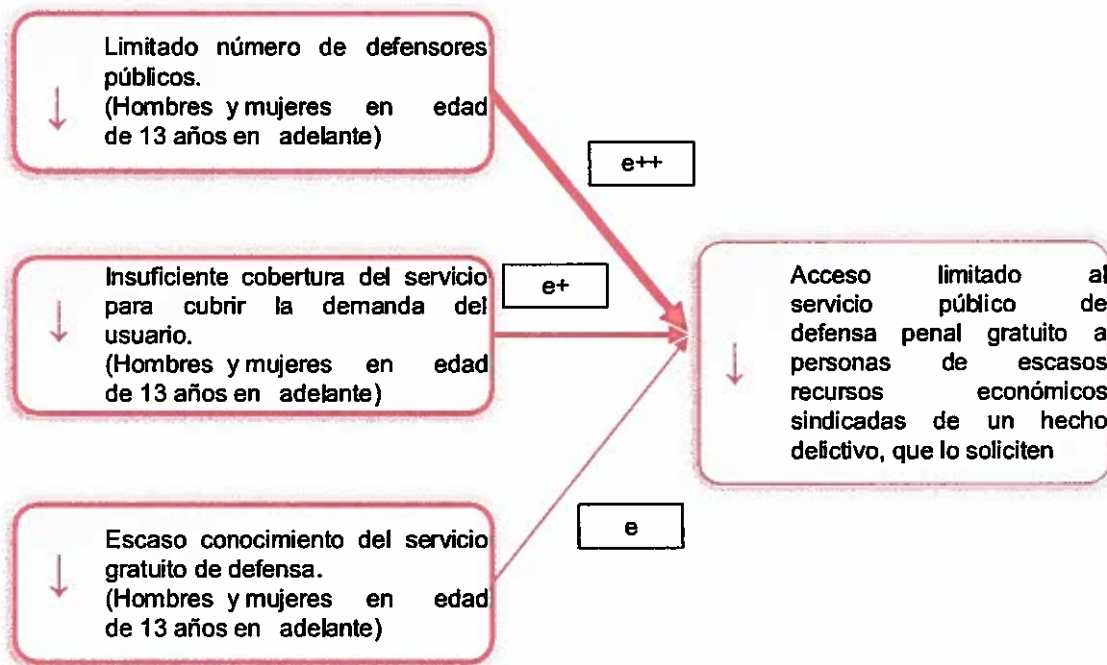 Limitado número de defensores
públicos.
(Hombres y mujeres en edad
de 13 años en adelante)
e++
Insuficiente cobertura del servicio
para cubrir la demanda del
usuario.
(Hombres y mujeres en edad
de 13 años en adelante)
e+
Acceso limitado al
servicio público de
defensa penal gratuito a
personas de escasos
recursos económicos
sindicadas de un hecho
delictivo, que lo soliciten
Escaso conocimiento del servicio
gratuito de defensa.
(Hombres y mujeres en edad
de 13 años en adelante)
e